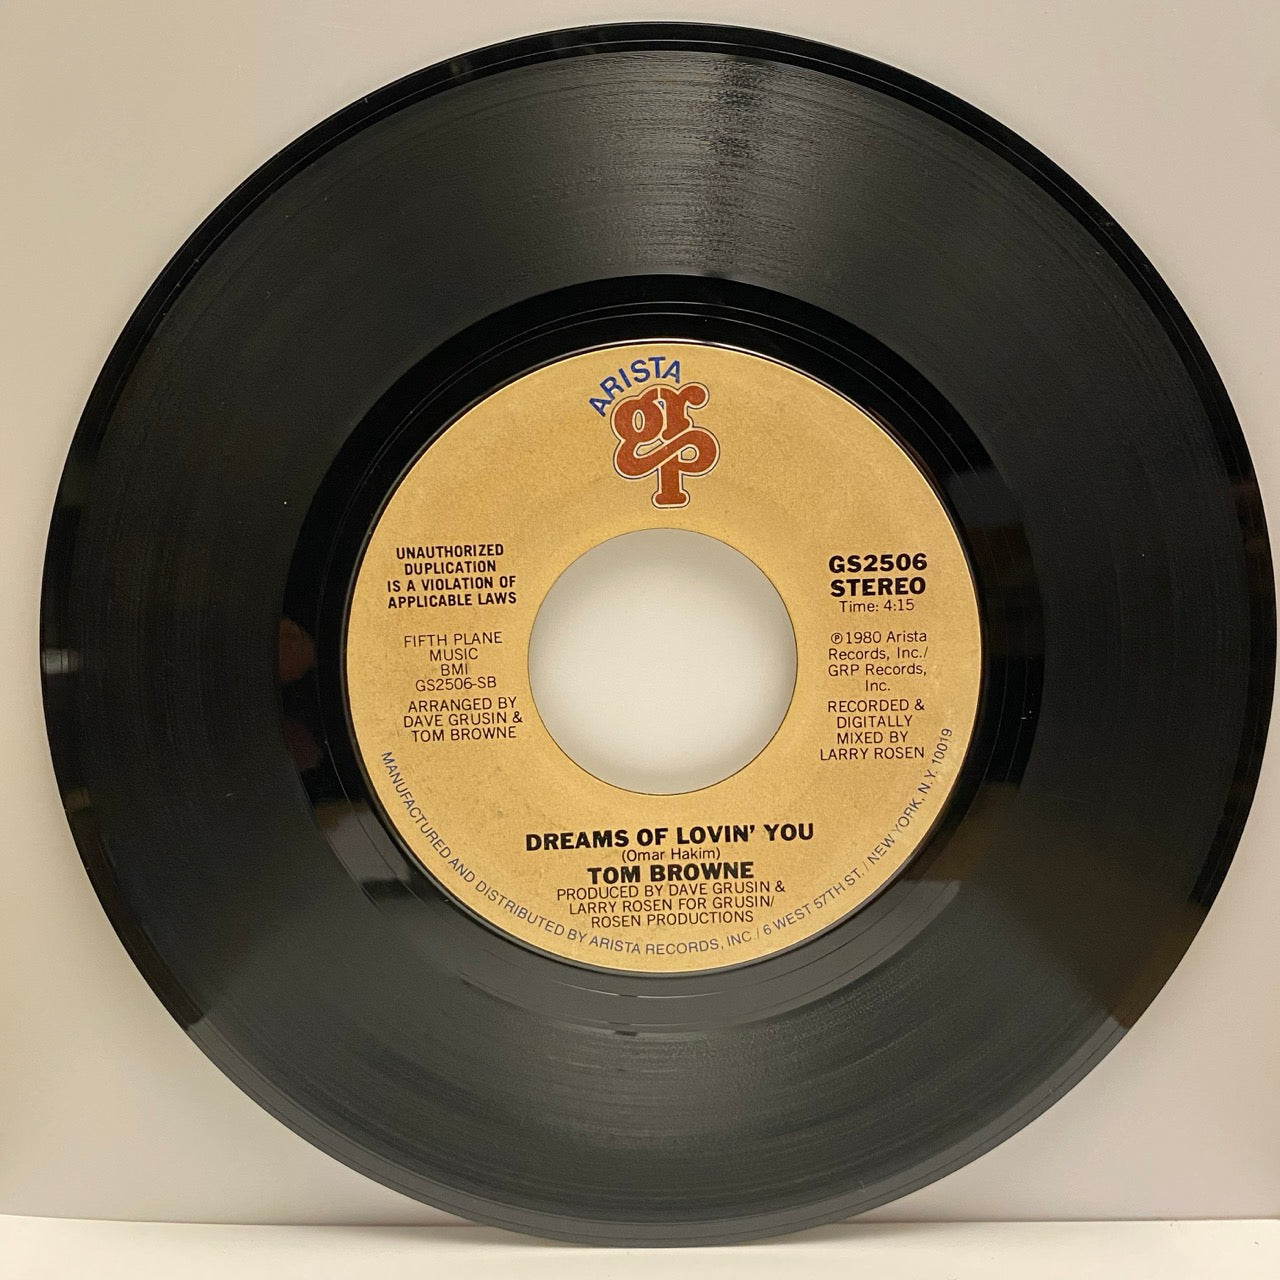 ARISTA
grp
UNAUTHORIZED
DUPLICATION
IS A VIOLATION OF
APPLICABLE LAWS
FIFTH PLANE
MUSIC
BMI
GS2506-SB
ARRANGED BY
DAVE GRUSIN &
TOM BROWNE
GS2506
STEREO
Time: 4:15
℗1980 Arista
Records, Inc./
GRP Records,
Inc.
RECORDED &
DIGITALLY
MIXED BY
LARRY ROSEN
DREAMS OF LOVIN' YOU
(Omar Hakim)
TOM BROWNE
PRODUCED BY DAVE GRUSIN &
LARRY ROSEN FOR GRUSIN/
ROSEN PRODUCTIONS
MANUFACTURED AND DISTRIBUTED BY ARISTA RECORDS, INC. / 6 WEST 57TH ST. / NEW YORK, N.Y. 10019